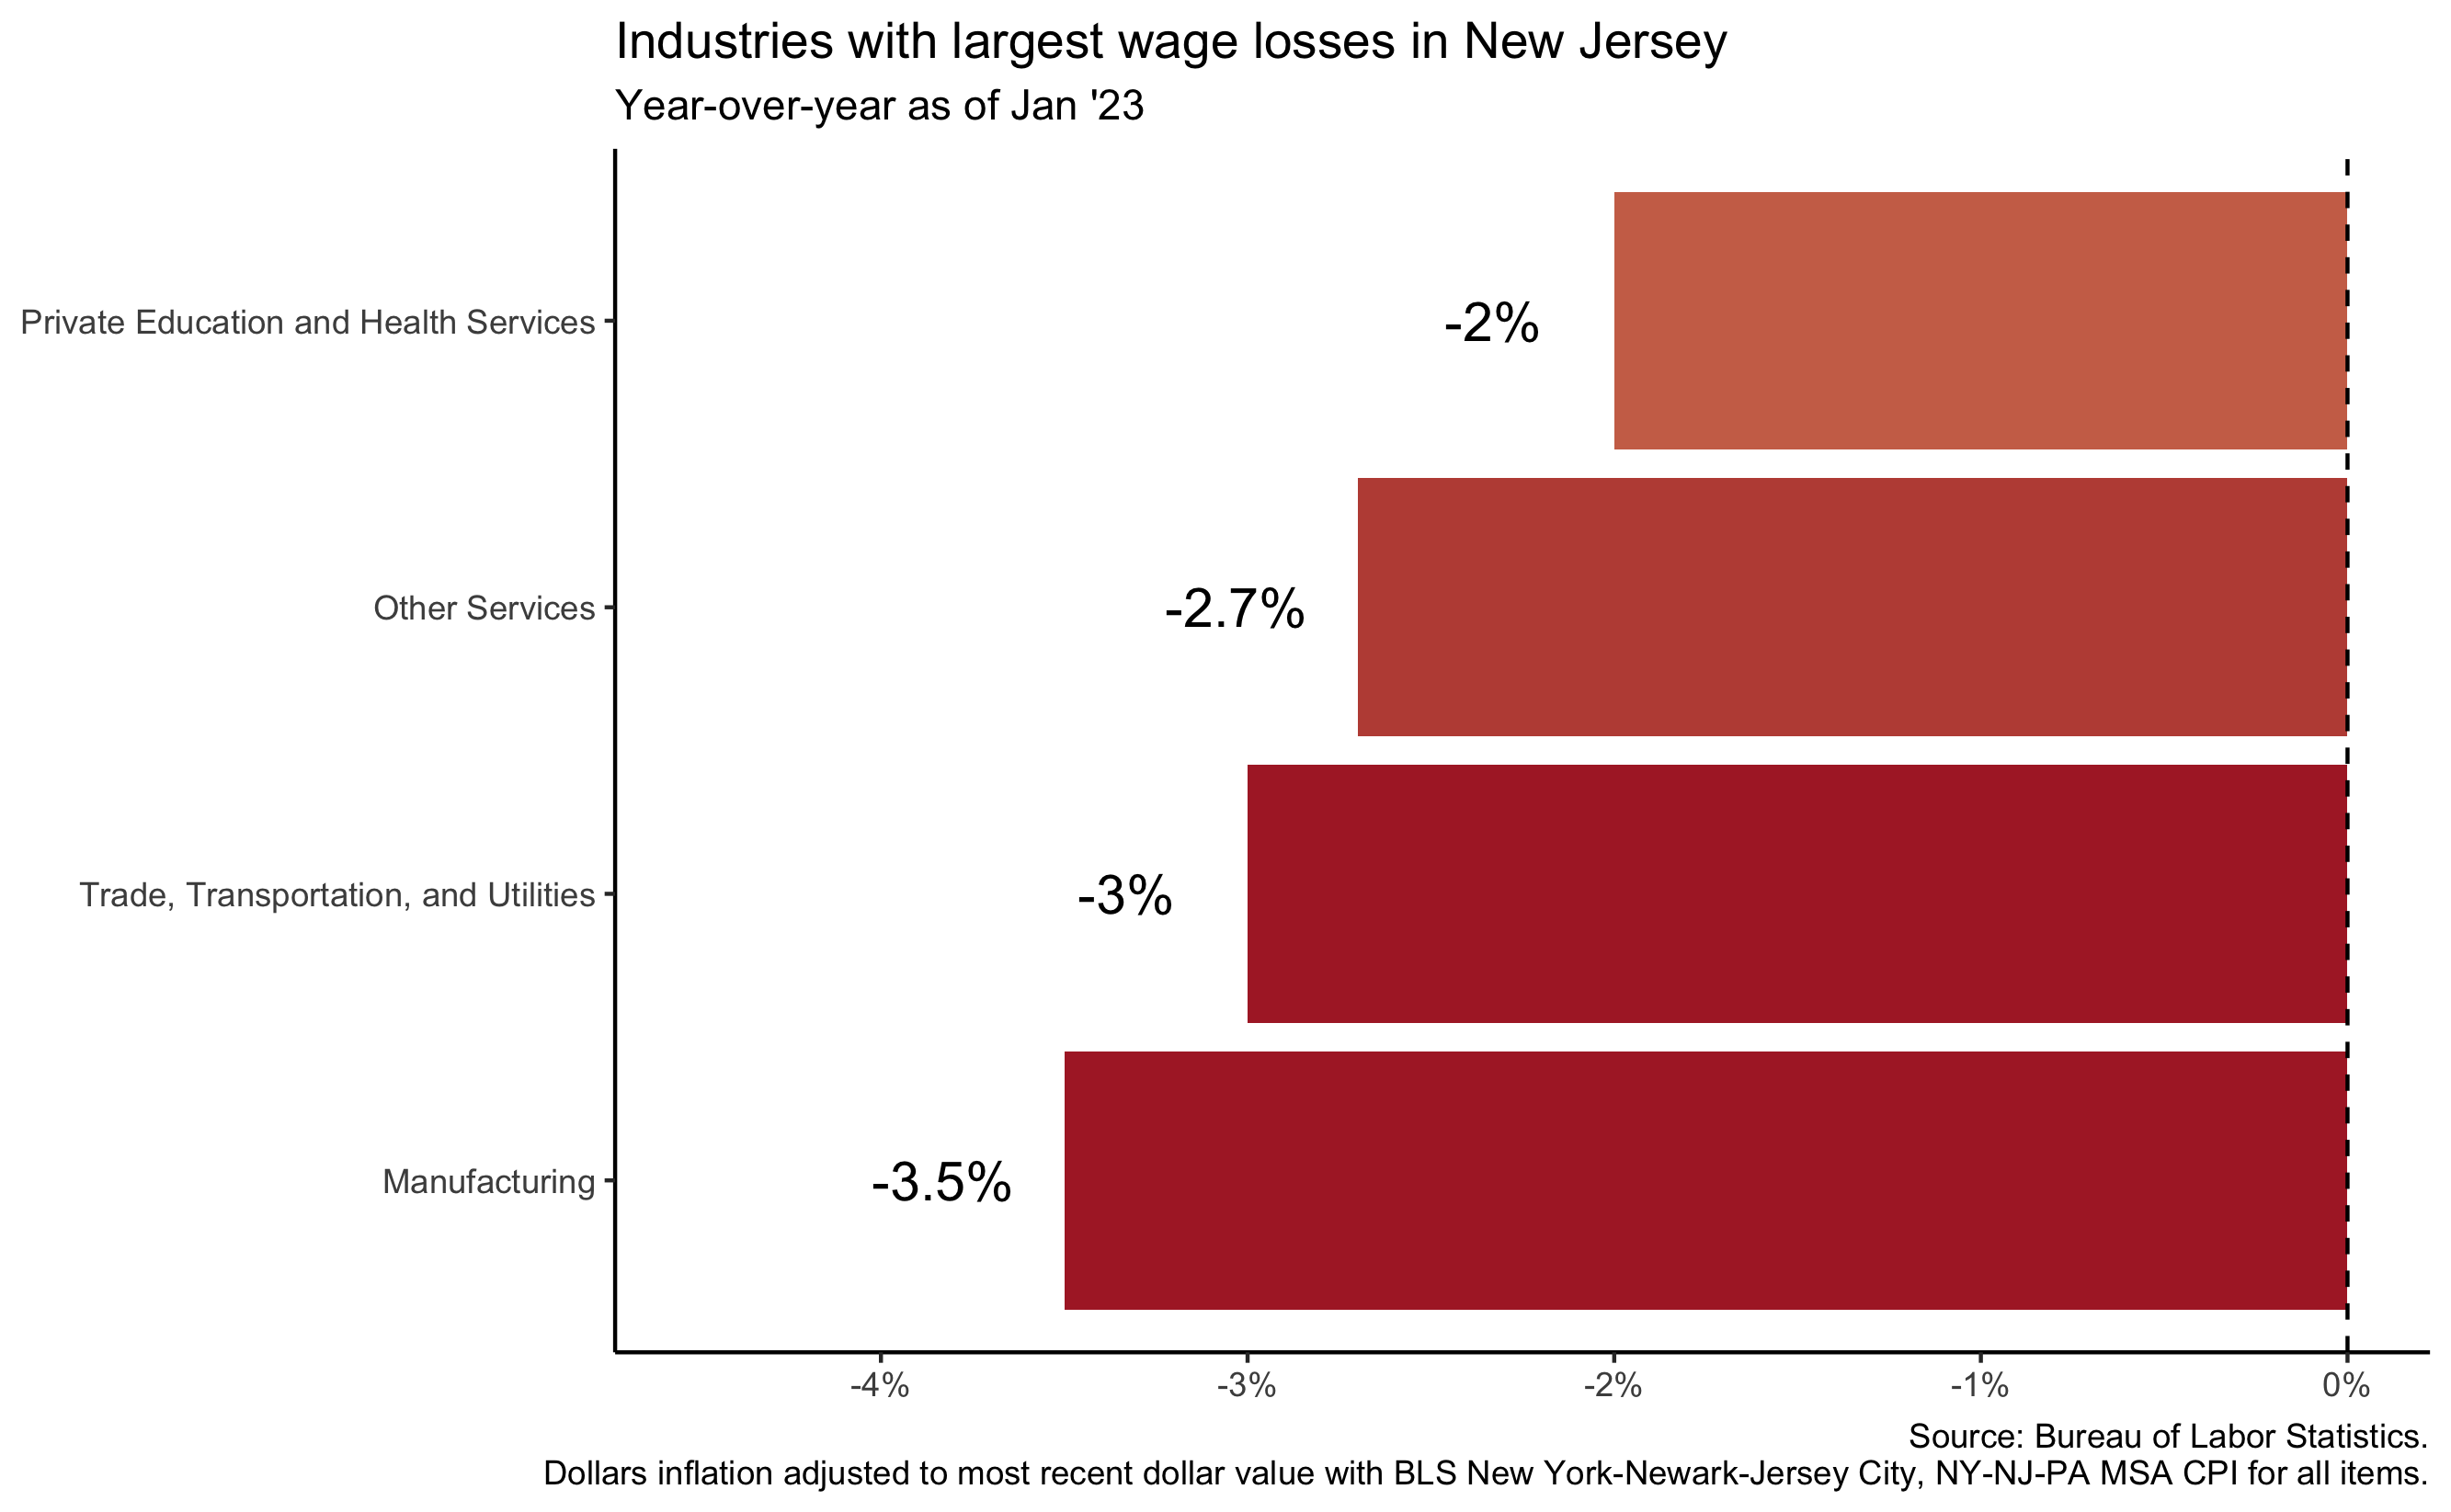 Industries with largest wage losses in New Jersey
Year-over-year as of Jan '23
Private Education and Health Services
-2%
Other Services
-2.7%
Trade, Transportation, and Utilities
-3%
Manufacturing
-3.5%
-4%
-3%
-2%
-1%
0%
Source: Bureau of Labor Statistics.
Dollars inflation adjusted to most recent dollar value with BLS New York-Newark-Jersey City, NY-NJ-PA MSA CPI for all items.